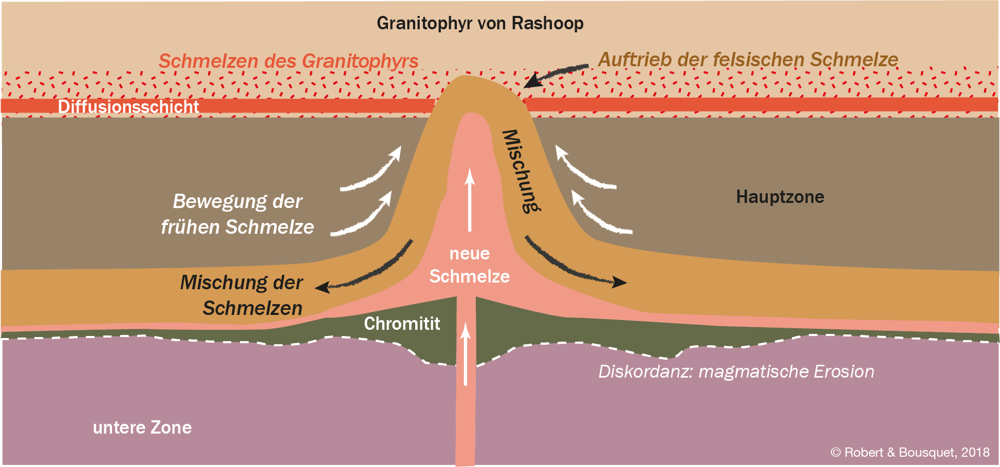 Granitophyr von Rashoop
Schmelzen des Granitophyrs
Auftrieb der felsischen Schmelze
Diffusionsschicht
Mischung
Bewegung der
frühen Schmelze
Hauptzone
neue
Schmelze
Mischung der
Schmelzen
Chromitit
Diskordanz: magmatische Erosion
untere Zone
© Robert & Bousquet, 2018